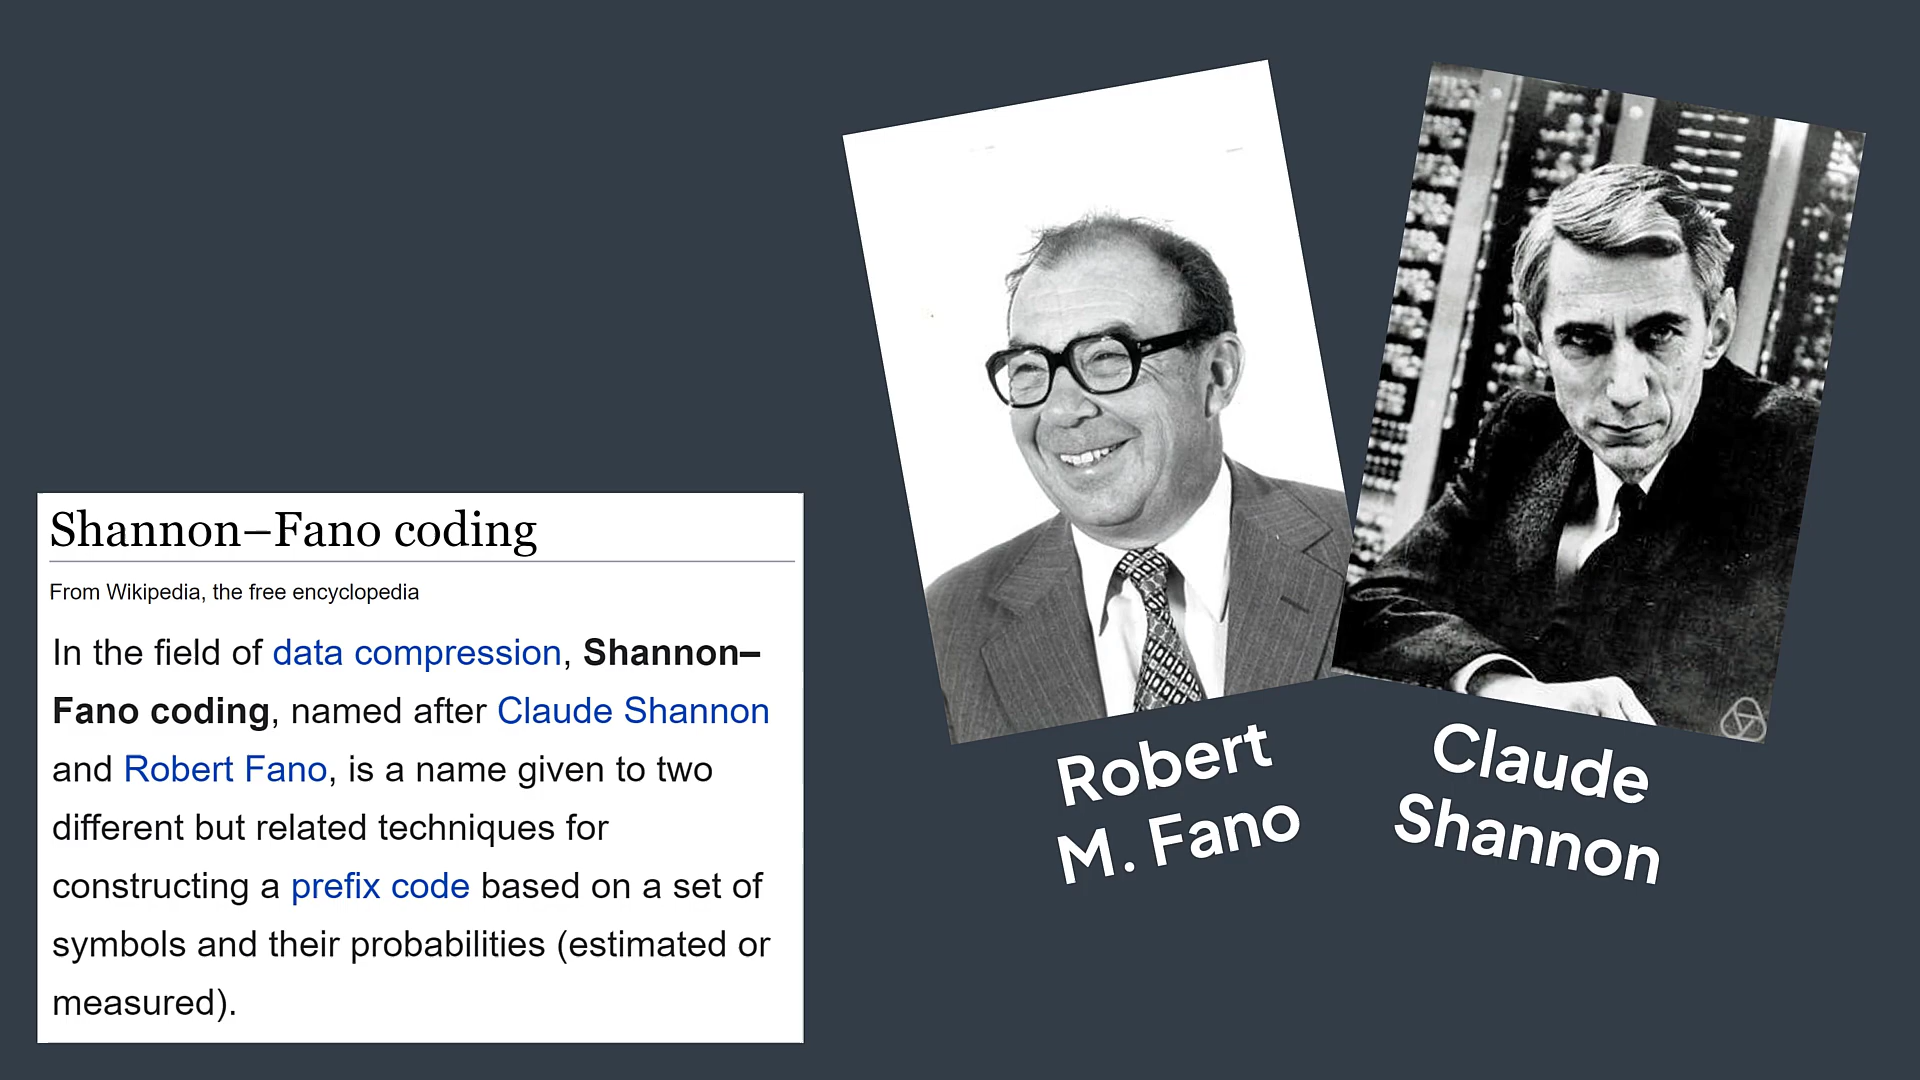 Shannon–Fano coding
From Wikipedia, the free encyclopedia
In the field of data compression, Shannon–
Fano coding, named after Claude Shannon
and Robert Fano, is a name given to two
different but related techniques for
constructing a prefix code based on a set of
symbols and their probabilities (estimated or
measured).
Robert
M. Fano
Claude
Shannon